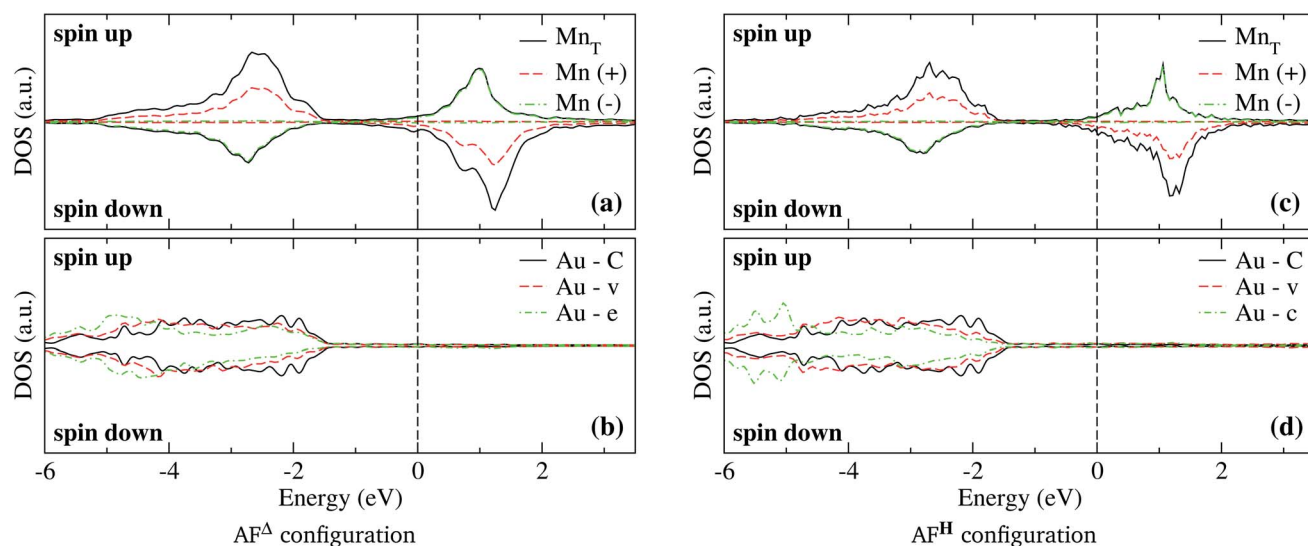 spin up
Mn_T
Mn (+)
Mn (-)
DOS (a.u.)
spin down
(a)
spin up
Au - C
Au - v
Au - e
DOS (a.u.)
spin down
(b)
-6 -4 -2 0 2
Energy (eV)
AF^Δ configuration
spin up
Mn_T
Mn (+)
Mn (-)
DOS (a.u.)
spin down
(c)
spin up
Au - C
Au - v
Au - c
DOS (a.u.)
spin down
(d)
-6 -4 -2 0 2
Energy (eV)
AF^H configuration